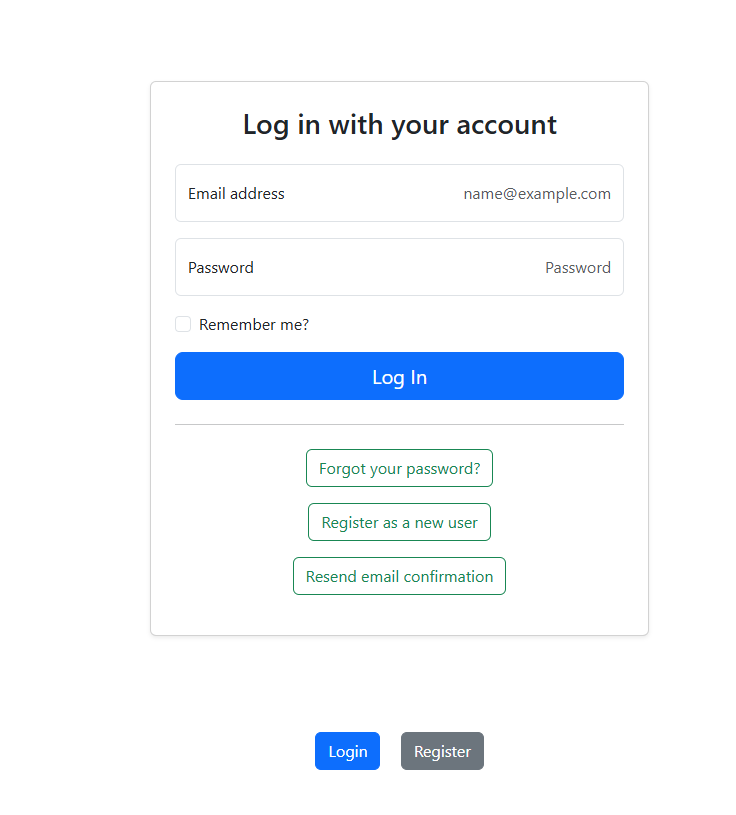 Log in with your account
Email address name@example.com
Password Password
Remember me?
Log In
Forgot your password?
Register as a new user
Resend email confirmation
Login Register